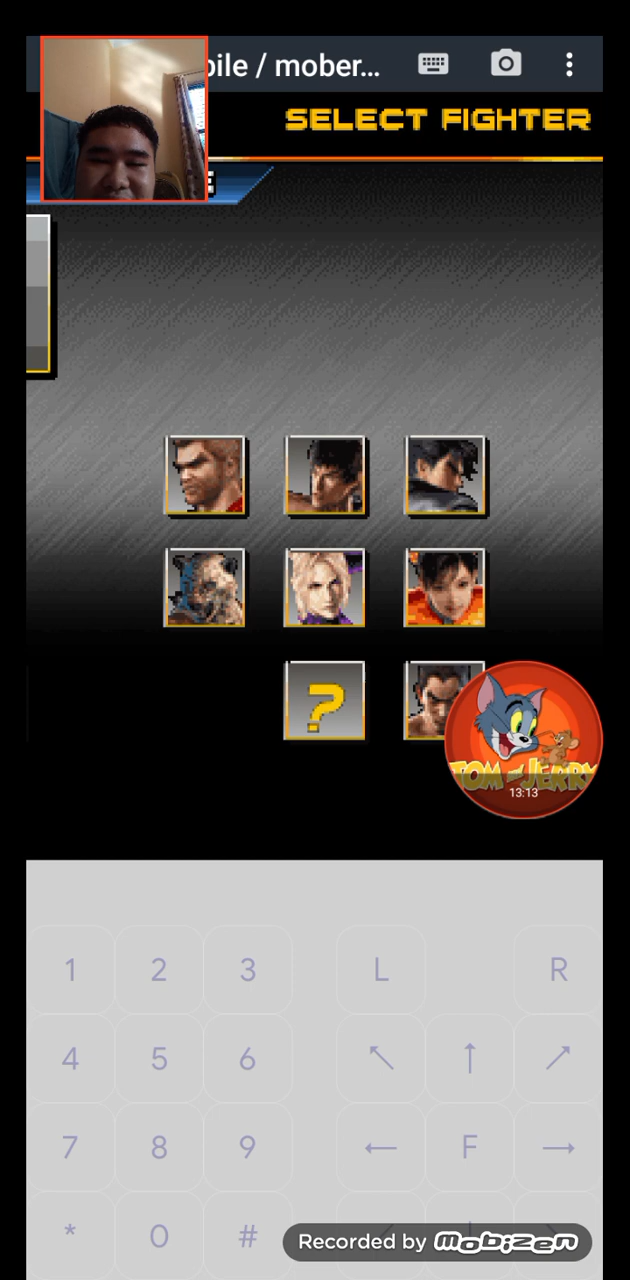 bile / mober...
SELECT FIGHTER
E
?
TOM and JERRY
13:13
1 2 3 L R
4 5 6 ↖ ↑ ↗
7 8 9 ← F →
* 0 #
Recorded by mobizen